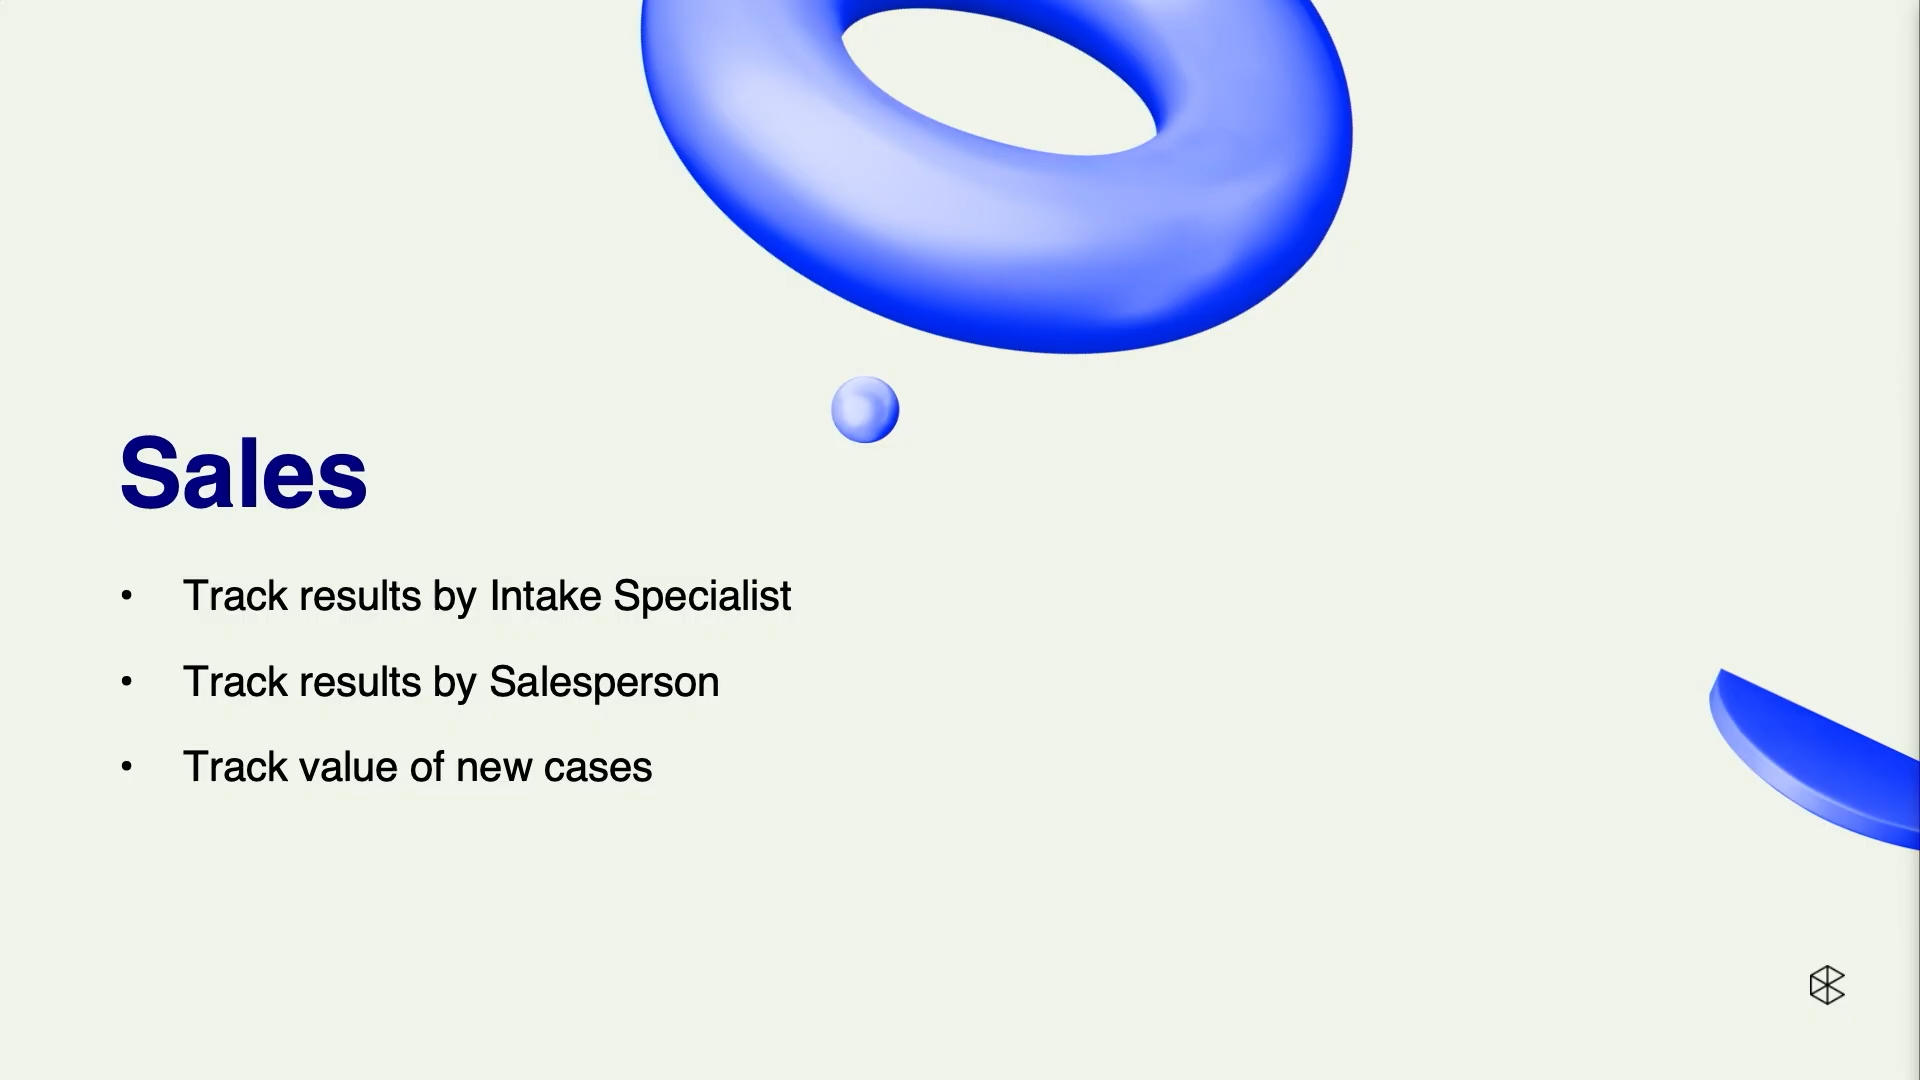 Sales
• Track results by Intake Specialist
• Track results by Salesperson
• Track value of new cases